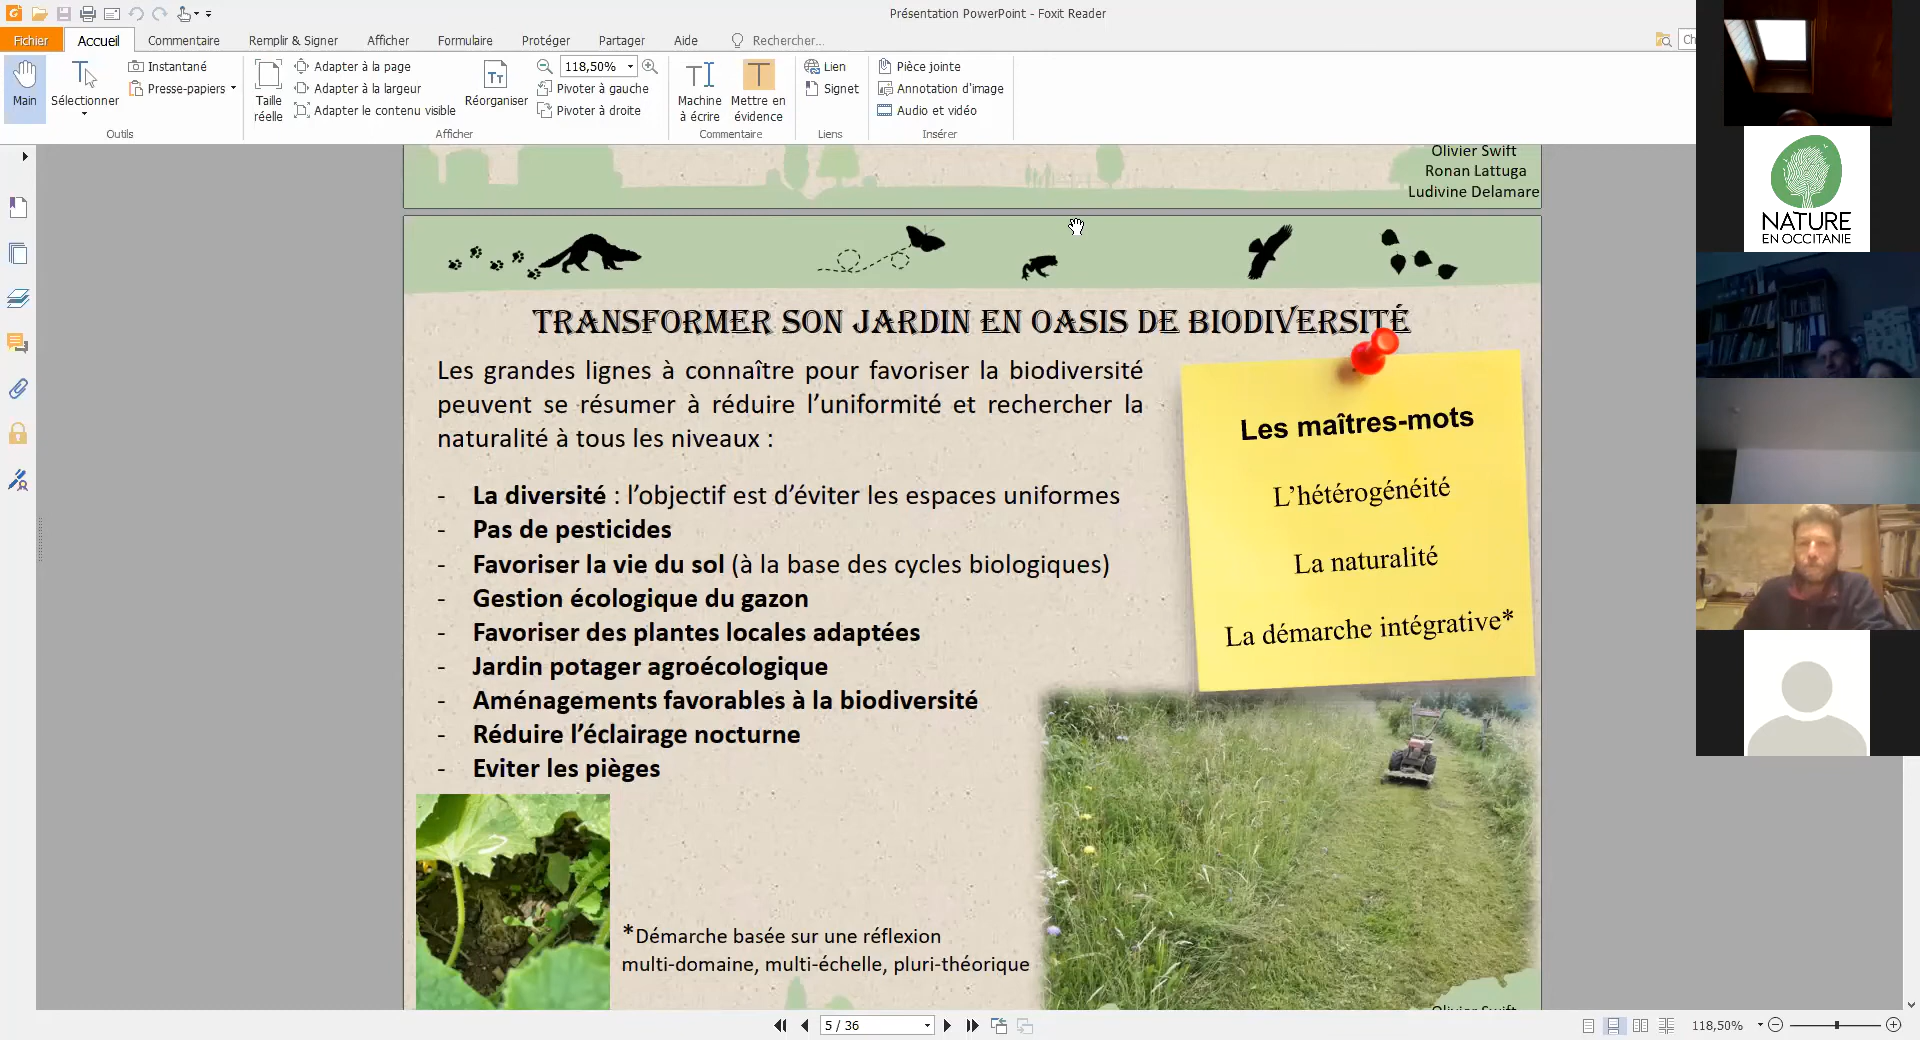 Présentation PowerPoint - Foxit Reader
Fichier
Accueil
Commentaire
Remplir & Signer
Afficher
Formulaire
Protéger
Partager
Aide
Rechercher...
Ch
Main
Sélectionner
Instantané
Presse-papiers
Outils
Taille
réelle
Adapter à la page
Adapter à la largeur
Adapter le contenu visible
Réorganiser
118,50%
Pivoter à gauche
Pivoter à droite
Afficher
Machine
à écrire
Mettre en
évidence
Commentaire
Lien
Signet
Liens
Pièce jointe
Annotation d'image
Audio et vidéo
Insérer
Olivier Swift
Ronan Lattuga
Ludivine Delamare
NATURE
EN OCCITANIE
TRANSFORMER SON JARDIN EN OASIS DE BIODIVERSITÉ
Les grandes lignes à connaître pour favoriser la biodiversité
peuvent se résumer à réduire l'uniformité et rechercher la
naturalité à tous les niveaux :
- La diversité : l'objectif est d'éviter les espaces uniformes
- Pas de pesticides
- Favoriser la vie du sol (à la base des cycles biologiques)
- Gestion écologique du gazon
- Favoriser des plantes locales adaptées
- Jardin potager agroécologique
- Aménagements favorables à la biodiversité
- Réduire l'éclairage nocturne
- Eviter les pièges
Les maîtres-mots
L'hétérogénéité
La naturalité
La démarche intégrative*
*Démarche basée sur une réflexion
multi-domaine, multi-échelle, pluri-théorique
Olivier Swift
5 / 36
118,50%